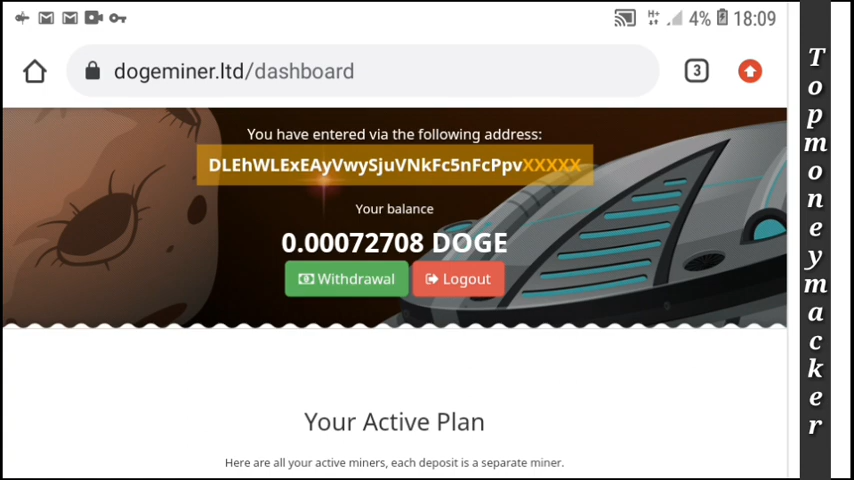 H+ 4% 18:09
dogeminer.ltd/dashboard 3
You have entered via the following address:
DLEhWLExEAyVwySjuVNkFc5nFcPpvXXXXX
Your balance
0.00072708 DOGE
Withdrawal Logout
Your Active Plan
Here are all your active miners, each deposit is a separate miner.
Topmoneymacker